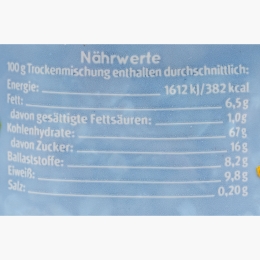 Nährwerte
100 g Trockenmischung enthalten durchschnittlich:
Energie: 1612 kJ/382 kcal
Fett: 6,5g
davon gesättigte Fettsäuren: 1,0g
Kohlenhydrate: 67g
davon Zucker: 16g
Ballaststoffe: 8,2g
Eiweiß: 9,8g
Salz: 0,20g